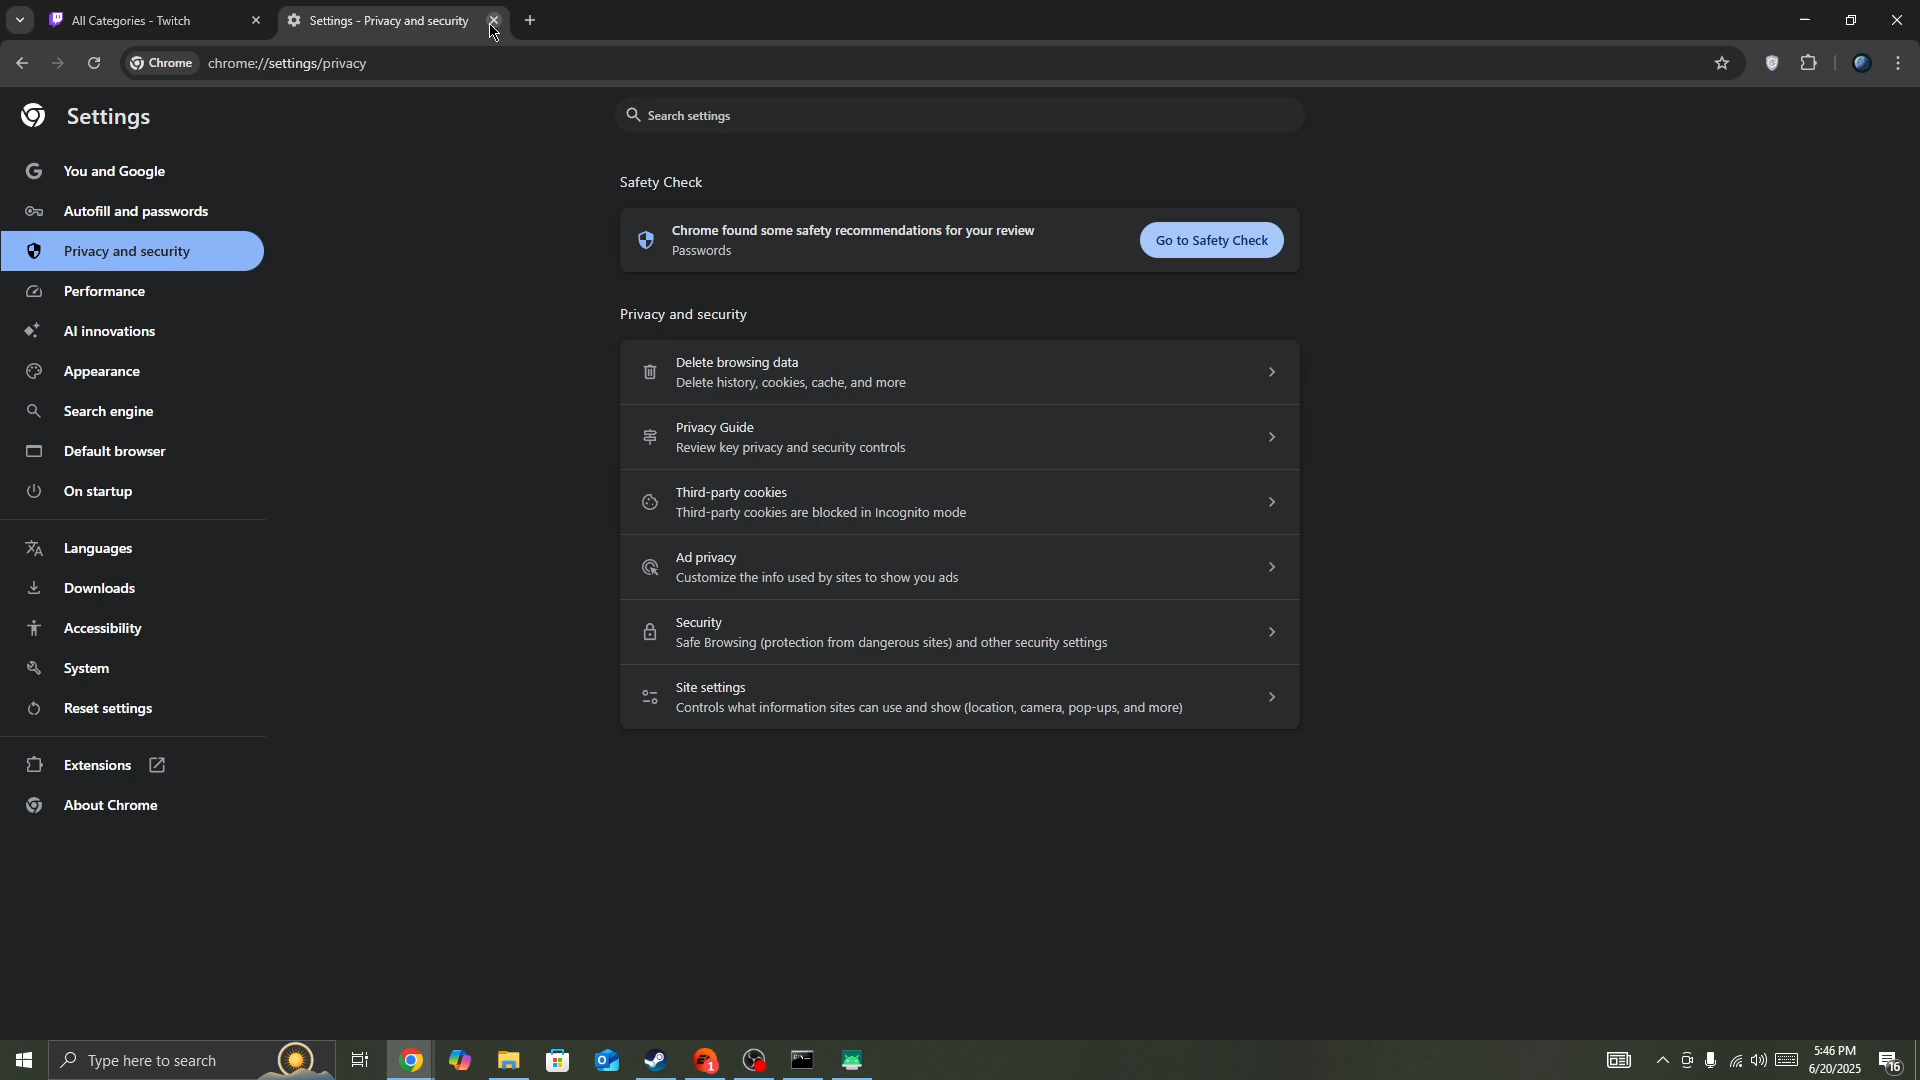 All Categories - Twitch
Settings - Privacy and security
Chrome
chrome://settings/privacy
Settings
Search settings
You and Google
Autofill and passwords
Privacy and security
Performance
AI innovations
Appearance
Search engine
Default browser
On startup
Languages
Downloads
Accessibility
System
Reset settings
Extensions
About Chrome
Safety Check
Chrome found some safety recommendations for your review
Passwords
Go to Safety Check
Privacy and security
Delete browsing data
Delete history, cookies, cache, and more
Privacy Guide
Review key privacy and security controls
Third-party cookies
Third-party cookies are blocked in Incognito mode
Ad privacy
Customize the info used by sites to show you ads
Security
Safe Browsing (protection from dangerous sites) and other security settings
Site settings
Controls what information sites can use and show (location, camera, pop-ups, and more)
Type here to search
1
5:46 PM
6/20/2025
16